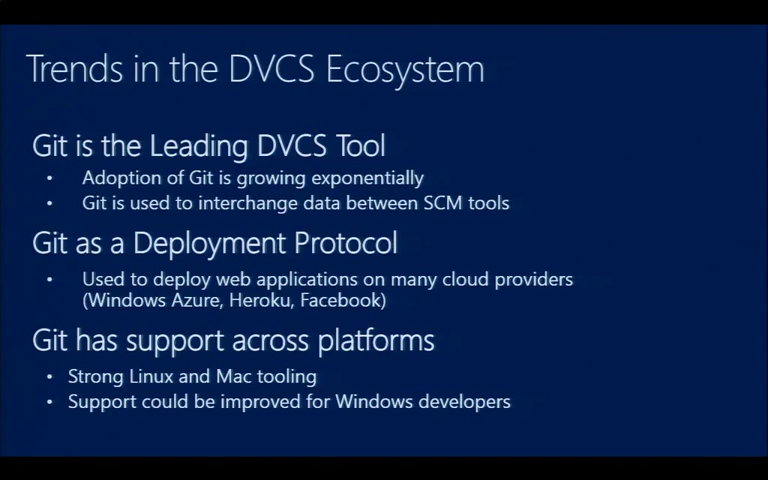 Trends in the DVCS Ecosystem
Git is the Leading DVCS Tool
• Adoption of Git is growing exponentially
• Git is used to interchange data between SCM tools
Git as a Deployment Protocol
• Used to deploy web applications on many cloud providers
(Windows Azure, Heroku, Facebook)
Git has support across platforms
• Strong Linux and Mac tooling
• Support could be improved for Windows developers